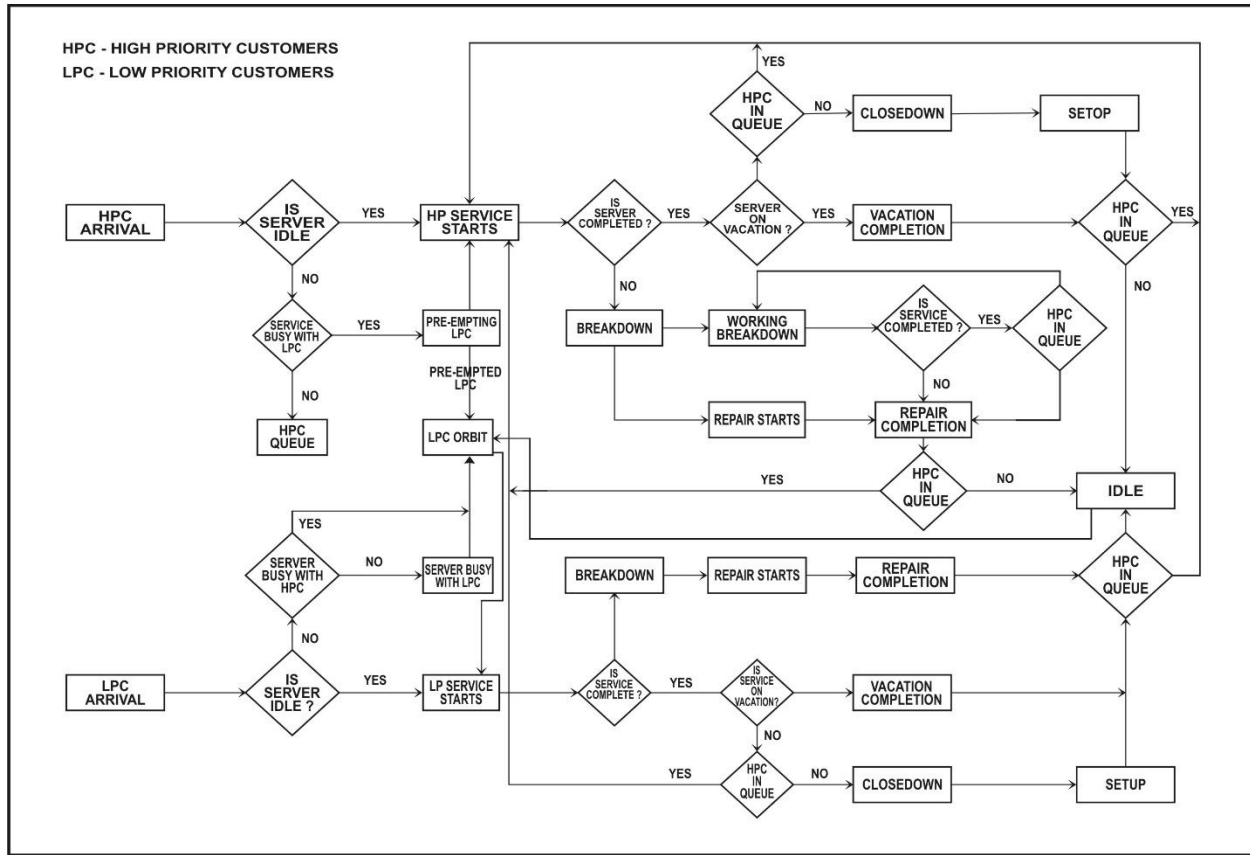 HPC - HIGH PRIORITY CUSTOMERS
LPC - LOW PRIORITY CUSTOMERS
YES
HPC
IN
QUEUE
NO
CLOSEDOWN
SETOP
HPC
ARRIVAL
IS
SERVER
IDLE
YES
HP SERVICE
STARTS
IS
SERVER
COMPLETED ?
YES
SERVER
ON
VACATION ?
YES
VACATION
COMPLETION
HPC
IN
QUEUE
YES
NO
NO
NO
SERVICE
BUSY WITH
LPC
YES
PRE-EMPTING
LPC
BREAKDOWN
WORKING
BREAKDOWN
IS
SERVICE
COMPLETED ?
YES
HPC
IN
QUEUE
PRE-EMPTED
LPC
NO
NO
HPC
QUEUE
LPC ORBIT
REPAIR STARTS
REPAIR
COMPLETION
YES
HPC
IN
QUEUE
NO
IDLE
YES
SERVER
BUSY WITH
HPC
NO
SERVER BUSY
WITH LPC
BREAKDOWN
REPAIR STARTS
REPAIR
COMPLETION
HPC
IN
QUEUE
NO
LPC
ARRIVAL
IS
SERVER
IDLE ?
YES
LP SERVICE
STARTS
IS
SERVICE
COMPLETE ?
YES
IS
SERVICE
ON
VACATION?
VACATION
COMPLETION
NO
YES
HPC
IN
QUEUE
NO
CLOSEDOWN
SETUP